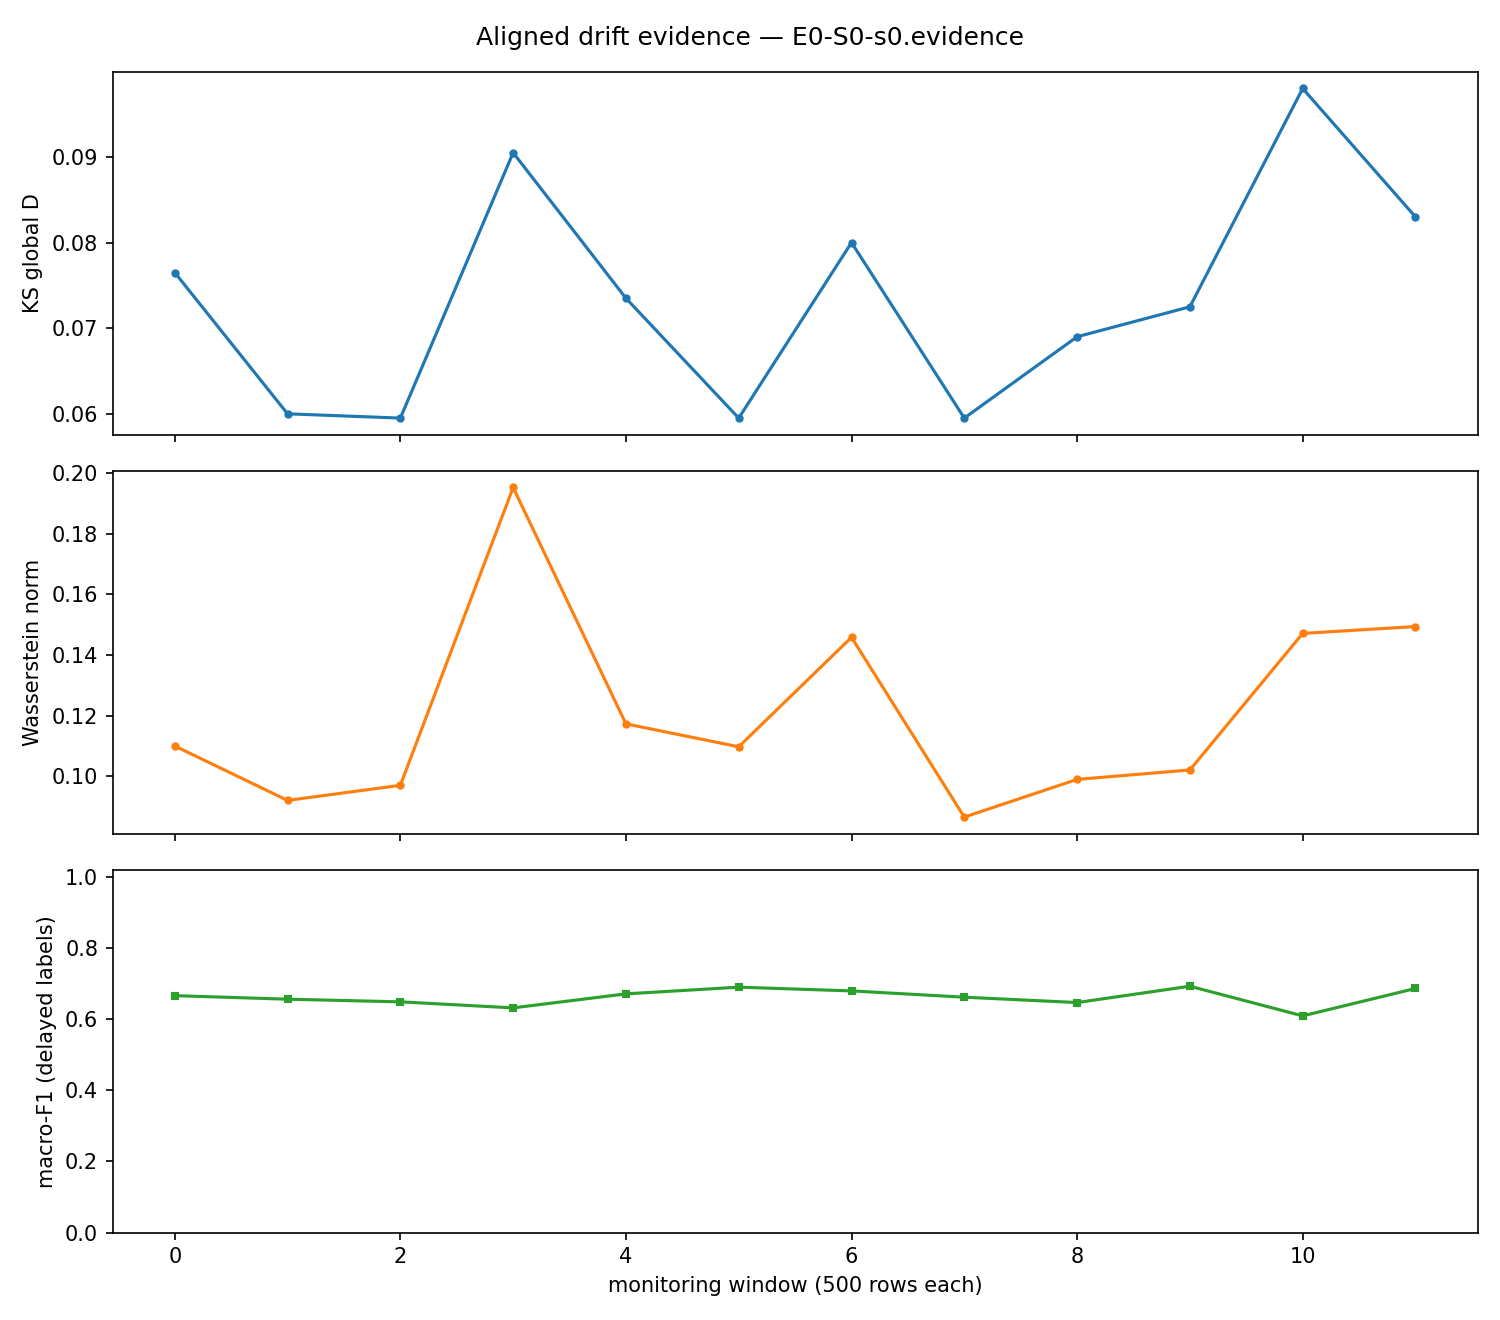 Aligned drift evidence — E0-S0-s0.evidence
KS global D
0.09
0.08
0.07
0.06
Wasserstein norm
0.20
0.18
0.16
0.14
0.12
0.10
macro-F1 (delayed labels)
1.0
0.8
0.6
0.4
0.2
0.0
0 2 4 6 8 10
monitoring window (500 rows each)